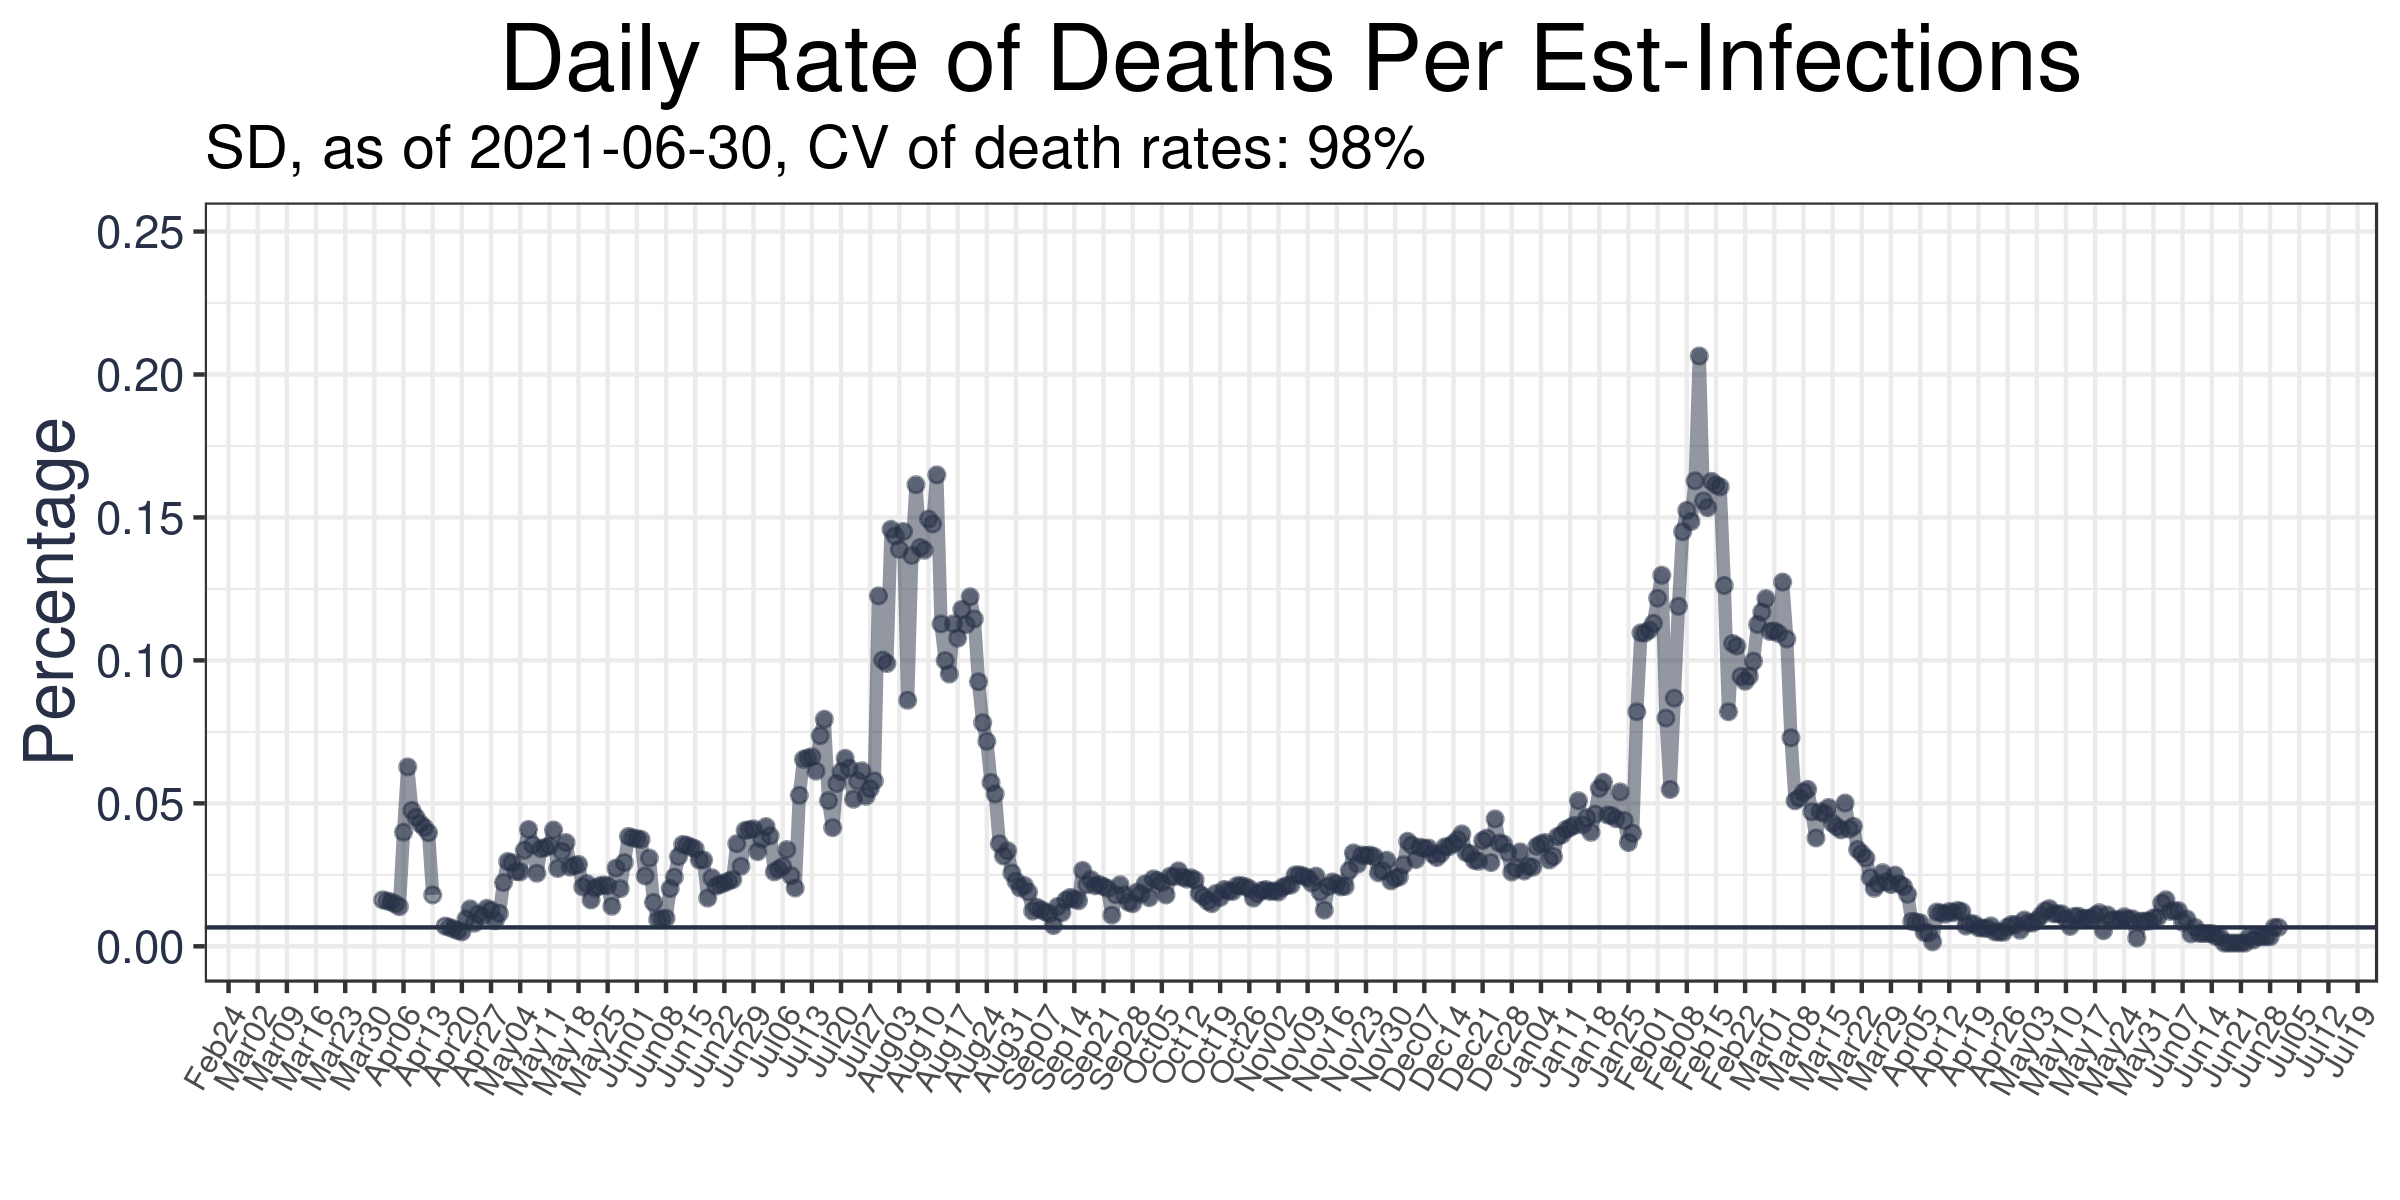 Daily Rate of Deaths Per Est-Infections
SD, as of 2021-06-30, CV of death rates: 98%
Percentage
0.25
0.20
0.15
0.10
0.05
0.00
Feb24
Mar02
Mar09
Mar16
Mar23
Mar30
Apr06
Apr13
Apr20
Apr27
May04
May11
May18
May25
Jun01
Jun08
Jun15
Jun22
Jun29
Jul06
Jul13
Jul20
Jul27
Aug03
Aug10
Aug17
Aug24
Aug31
Sep07
Sep14
Sep21
Sep28
Oct05
Oct12
Oct19
Oct26
Nov02
Nov09
Nov16
Nov23
Nov30
Dec07
Dec14
Dec21
Dec28
Jan04
Jan11
Jan18
Jan25
Feb01
Feb08
Feb15
Feb22
Mar01
Mar08
Mar15
Mar22
Mar29
Apr05
Apr12
Apr19
Apr26
May03
May10
May17
May24
May31
Jun07
Jun14
Jun21
Jun28
Jul05
Jul12
Jul19